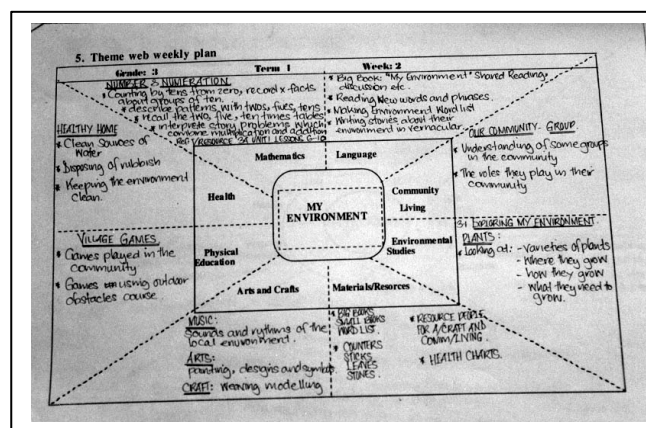 5. Theme web weekly plan
Grade: 3 Term 1 Week: 2
NUMBER & NUMERATION
* Counting by tens from zero, record x-facts
about groups of ten.
* describe patterns with twos, fives, tens
* recall the two, five, ten times tables
* interpret story problems which
combine multiplication and addition
Mathematics
* Big Book: "My Environment" Shared Reading,
discussion etc.
* Reading New words and phrases.
* Making Environment Word list
* Writing stories about their
environment in vernacular.
Language
HEALTHY HOME
* Clean Sources of
Water
* Disposing of rubbish
* Keeping the environment
clean.
Health
OUR COMMUNITY - GROUP
* Understanding of some groups
in the community
* The roles they play in their
community
Community
Living
MY
ENVIRONMENT
VILLAGE GAMES
* Games played in the
community
* Games using outdoor
obstacles course
Physical
Education
EXPLORING MY ENVIRONMENT
PLANTS:
* Looking at: - varieties of plants
- Where they grow
- how they grow
- What they need to
grow.
Environmental
Studies
Arts and Crafts
MUSIC:
Sounds and rythms of the
local environment.
ARTS:
painting, designs and symbols
CRAFT: Weaving modelling
Materials/Resorces
* BIG BOOKS
SMALL BOOKS
WORD LIST.
* COUNTERS
STICKS
LEAVES
STONES.
* RESOURCE PEOPLE
FOR A/CRAFT AND
COMM/LIVING.
* HEALTH CHARTS.